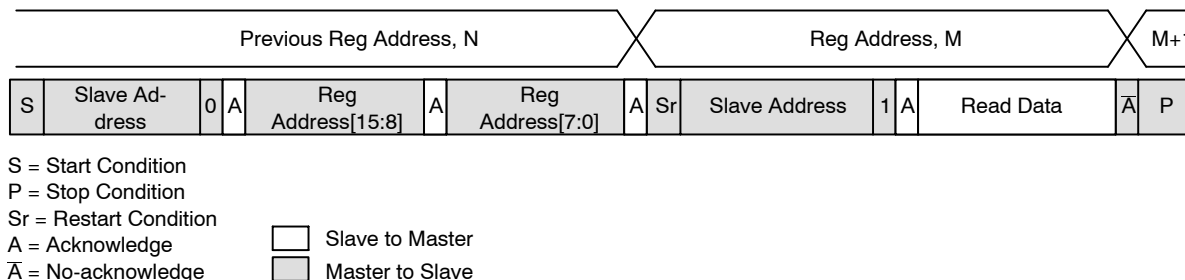 Previous Reg Address, N Reg Address, M M+1
S Slave Ad-
dress 0 A Reg
Address[15:8] A Reg
Address[7:0] A Sr Slave Address 1 A Read Data A̅ P
S = Start Condition
P = Stop Condition
Sr = Restart Condition
A = Acknowledge
A̅ = No-acknowledge
Slave to Master
Master to Slave